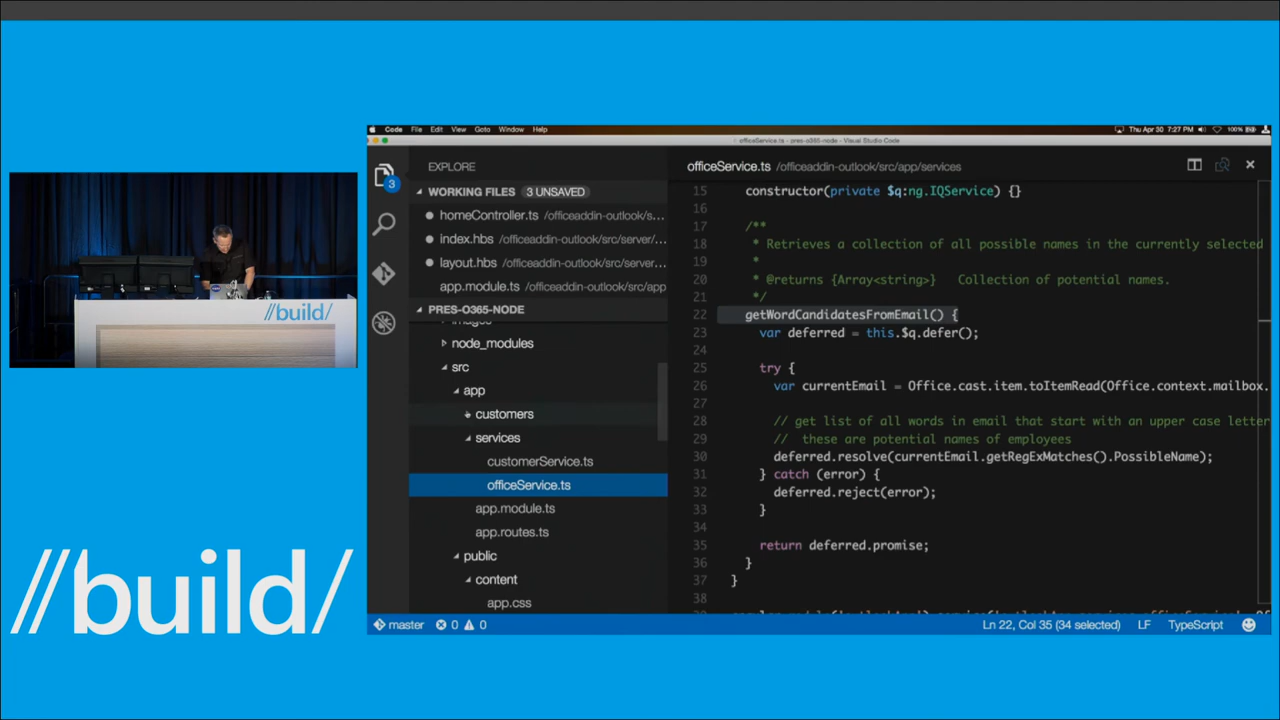 Code File Edit View Goto Window Help
Thu Apr 30 7:27 PM
100%
officeService.ts - pres-o365-node - Visual Studio Code
EXPLORE
3
WORKING FILES 3 UNSAVED
homeController.ts /officeaddin-outlook/s...
index.hbs /officeaddin-outlook/src/server/...
layout.hbs /officeaddin-outlook/src/server...
app.module.ts /officeaddin-outlook/src/app
PRES-O365-NODE
images
node_modules
src
app
customers
services
customerService.ts
officeService.ts
app.module.ts
app.routes.ts
public
content
app.css
officeService.ts /officeaddin-outlook/src/app/services
15 constructor(private $q:ng.IQService) {}
16
17 /**
18 * Retrieves a collection of all possible names in the currently selected
19 *
20 * @returns {Array<string>} Collection of potential names.
21 */
22 getWordCandidatesFromEmail() {
23 var deferred = this.$q.defer();
24
25 try {
26 var currentEmail = Office.cast.item.toItemRead(Office.context.mailbox.
27
28 // get list of all words in email that start with an upper case letter
29 // these are potential names of employees
30 deferred.resolve(currentEmail.getRegExMatches().PossibleName);
31 } catch (error) {
32 deferred.reject(error);
33 }
34
35 return deferred.promise;
36 }
37 }
38
master 0 0
Ln 22, Col 35 (34 selected) LF TypeScript
//build/
//build/